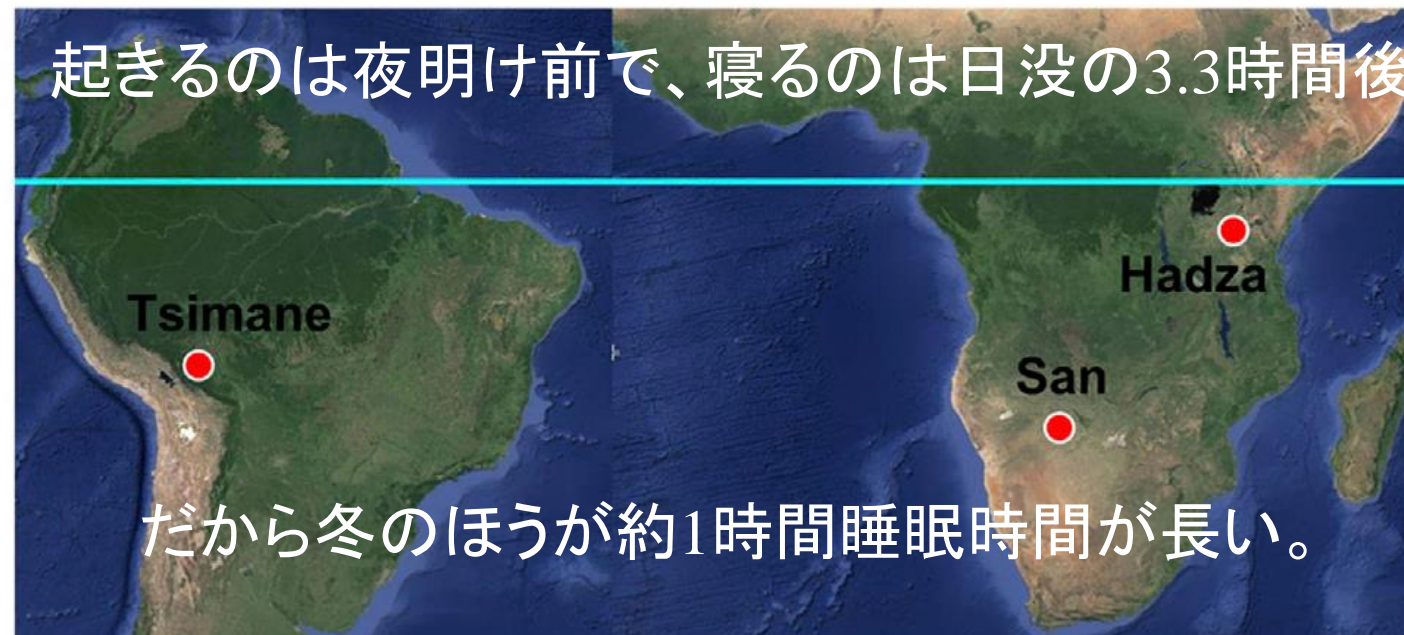 起きるのは夜明け前で、寝るのは日没の3.3時間後
Tsimane
Hadza
San
だから冬のほうが約1時間睡眠時間が長い。